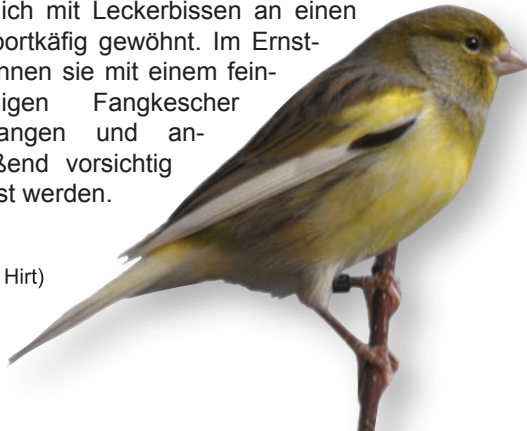 ich mit Leckerbissen an einen
portkäfig gewöhnt. Im Ernst-
nnen sie mit einem fein-
igen Fangkescher
angen und an-
ßend vorsichtig
st werden.
Hirt)